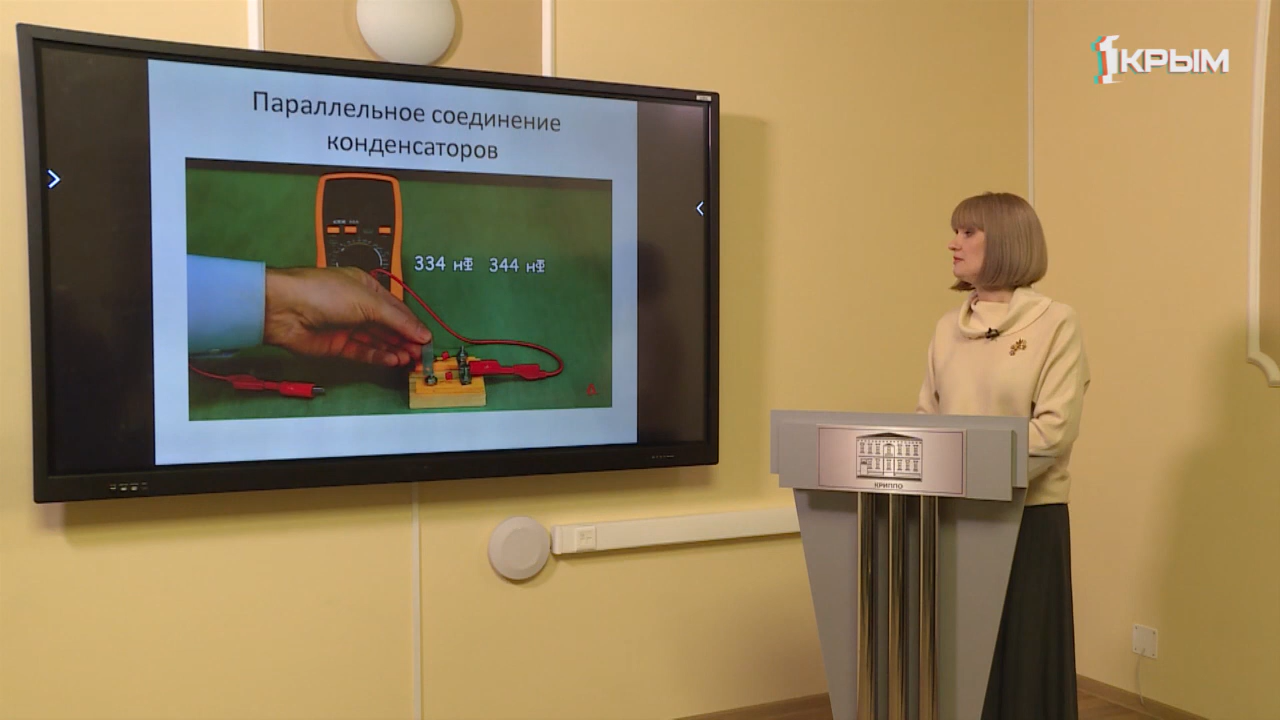 1КРЫМ
Параллельное соединение
конденсаторов
334 нФ 344 нФ
КРИППО